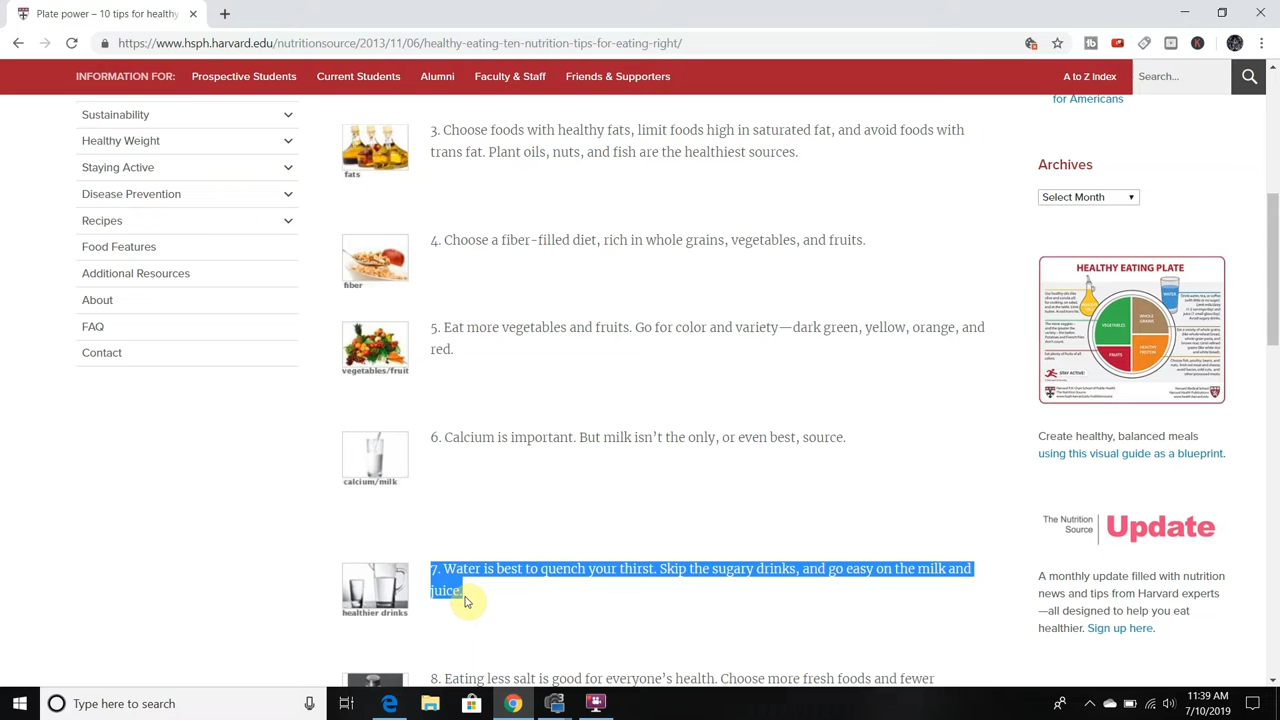 Plate power – 10 tips for healthy
https://www.hsph.harvard.edu/nutritionsource/2013/11/06/healthy-eating-ten-nutrition-tips-for-eating-right/
INFORMATION FOR: Prospective Students Current Students Alumni Faculty & Staff Friends & Supporters A to Z Index Search...
Sustainability
Healthy Weight
Staying Active
Disease Prevention
Recipes
Food Features
Additional Resources
About
FAQ
Contact
3. Choose foods with healthy fats, limit foods high in saturated fat, and avoid foods with
trans fat. Plant oils, nuts, and fish are the healthiest sources.
fats
4. Choose a fiber-filled diet, rich in whole grains, vegetables, and fruits.
fiber
5. Eat more vegetables and fruits. Go for color and variety—dark green, yellow, orange, and
red.
vegetables/fruit
6. Calcium is important. But milk isn’t the only, or even best, source.
calcium/milk
7. Water is best to quench your thirst. Skip the sugary drinks, and go easy on the milk and
juice.
healthier drinks
8. Eating less salt is good for everyone’s health. Choose more fresh foods and fewer
for Americans
Archives
Select Month
HEALTHY EATING PLATE
WATER
VEGETABLES
WHOLE
GRAINS
FRUITS
HEALTHY
PROTEIN
STAY ACTIVE!
Create healthy, balanced meals
using this visual guide as a blueprint.
The Nutrition
Source
Update
A monthly update filled with nutrition
news and tips from Harvard experts
—all designed to help you eat
healthier. Sign up here.
Type here to search
11:39 AM
7/10/2019